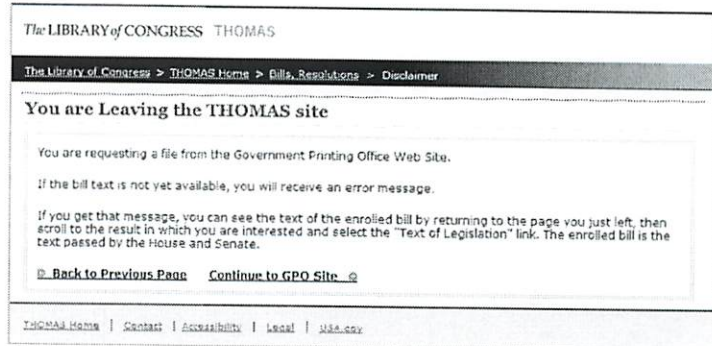 The LIBRARY of CONGRESS THOMAS
The Library of Congress > THOMAS Home > Bills, Resolutions > Disclaimer
You are Leaving the THOMAS site
You are requesting a file from the Government Printing Office Web Site.
If the bill text is not yet available, you will receive an error message.
If you get that message, you can see the text of the enrolled bill by returning to the page you just left, then
scroll to the result in which you are interested and select the "Text of Legislation" link. The enrolled bill is the
text passed by the House and Senate.
Back to Previous Page Continue to GPO Site
THOMAS Home | Contact | Accessibility | Legal | USA.gov